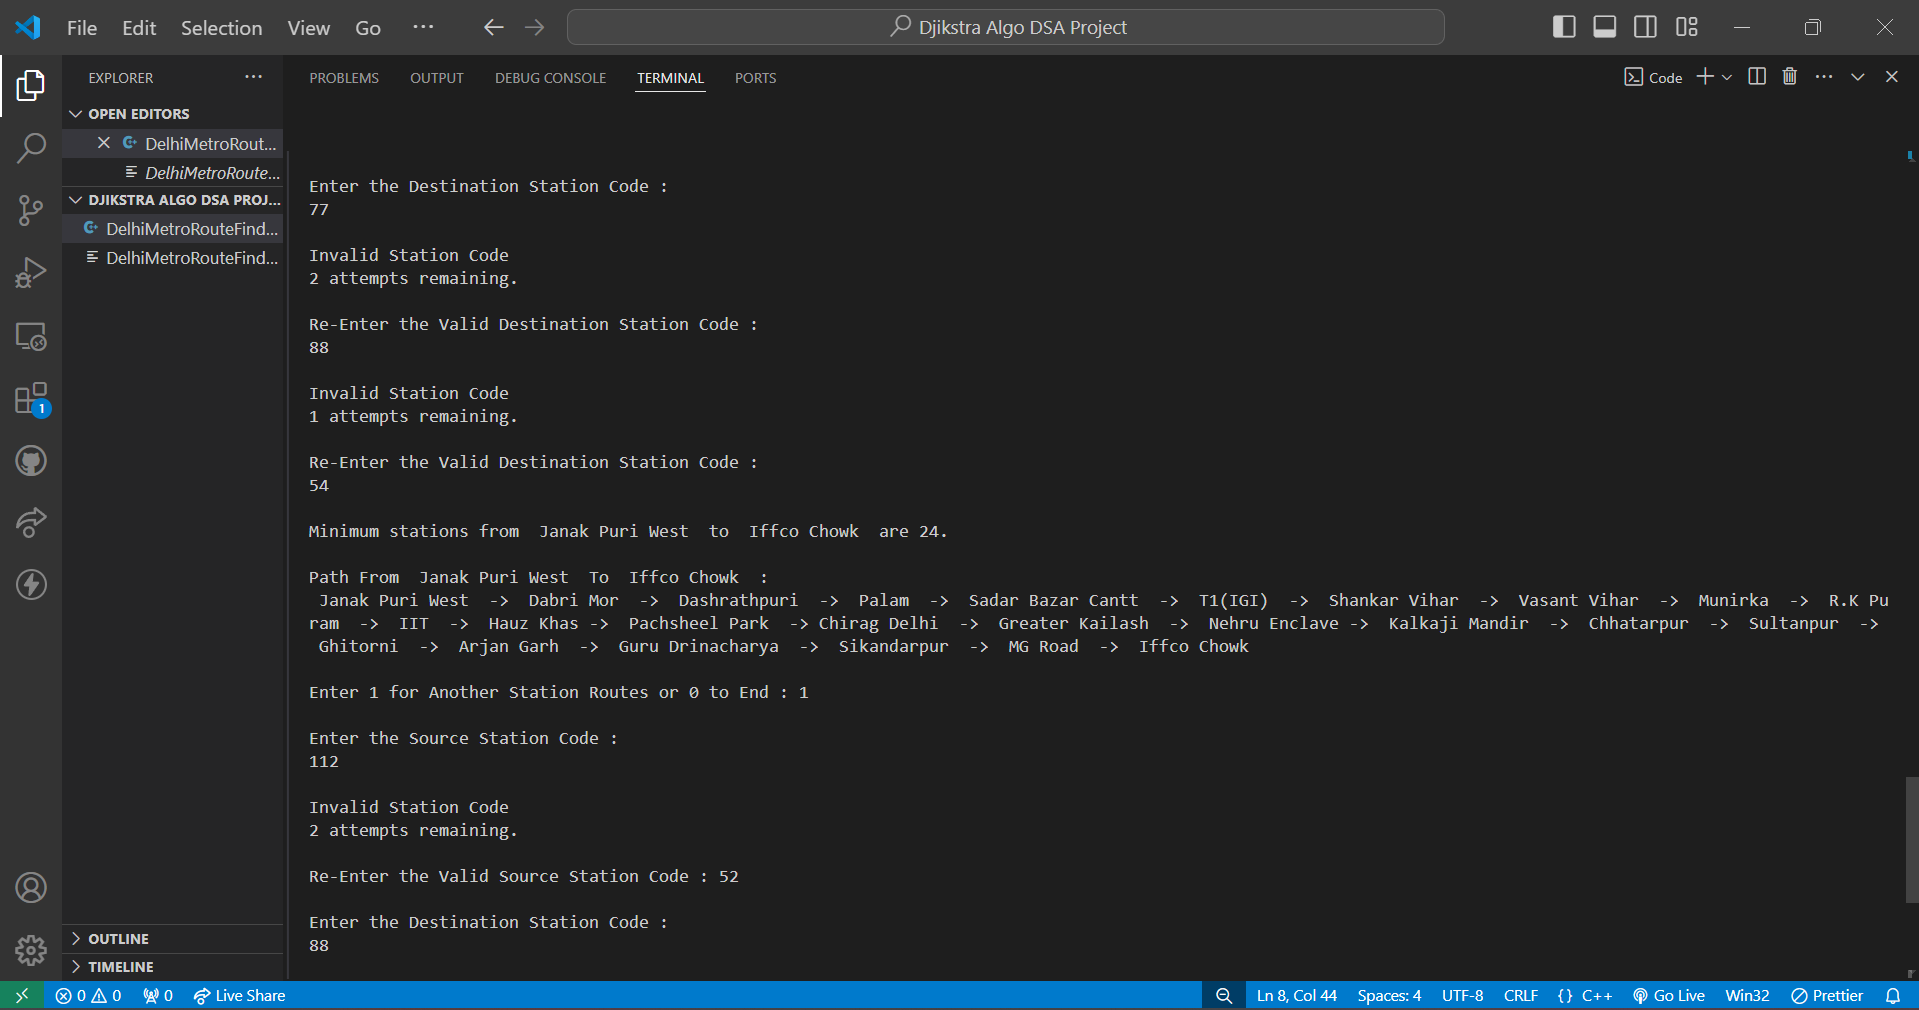 File Edit Selection View Go ··· Djikstra Algo DSA Project
EXPLORER ···
PROBLEMS OUTPUT DEBUG CONSOLE TERMINAL PORTS
Code
OPEN EDITORS
DelhiMetroRout...
DelhiMetroRoute...
DJIKSTRA ALGO DSA PROJ...
DelhiMetroRouteFind...
DelhiMetroRouteFind...
1
OUTLINE
TIMELINE
Enter the Destination Station Code :
77
Invalid Station Code
2 attempts remaining.
Re-Enter the Valid Destination Station Code :
88
Invalid Station Code
1 attempts remaining.
Re-Enter the Valid Destination Station Code :
54
Minimum stations from  Janak Puri West  to  Iffco Chowk  are 24.
Path From  Janak Puri West  To  Iffco Chowk  :
 Janak Puri West  ->  Dabri Mor  ->  Dashrathpuri  ->  Palam  ->  Sadar Bazar Cantt  ->  T1(IGI)  ->  Shankar Vihar  ->  Vasant Vihar  ->  Munirka  ->  R.K Pu
ram  ->  IIT  ->  Hauz Khas ->  Pachsheel Park  -> Chirag Delhi  ->  Greater Kailash  ->  Nehru Enclave ->  Kalkaji Mandir  ->  Chhatarpur  ->  Sultanpur  ->
 Ghitorni  ->  Arjan Garh  ->  Guru Drinacharya  ->  Sikandarpur  ->  MG Road  ->  Iffco Chowk
Enter 1 for Another Station Routes or 0 to End : 1
Enter the Source Station Code :
112
Invalid Station Code
2 attempts remaining.
Re-Enter the Valid Source Station Code : 52
Enter the Destination Station Code :
88
0 0 0 Live Share Ln 8, Col 44 Spaces: 4 UTF-8 CRLF {} C++ Go Live Win32 Prettier